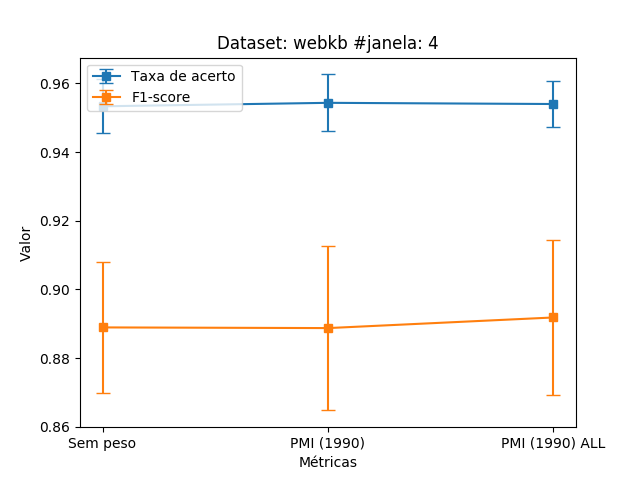 Dataset: webkb #janela: 4
Taxa de acerto
F1-score
0.96
0.94
0.92
0.90
0.88
0.86
Valor
Sem peso PMI (1990) PMI (1990) ALL
Métricas